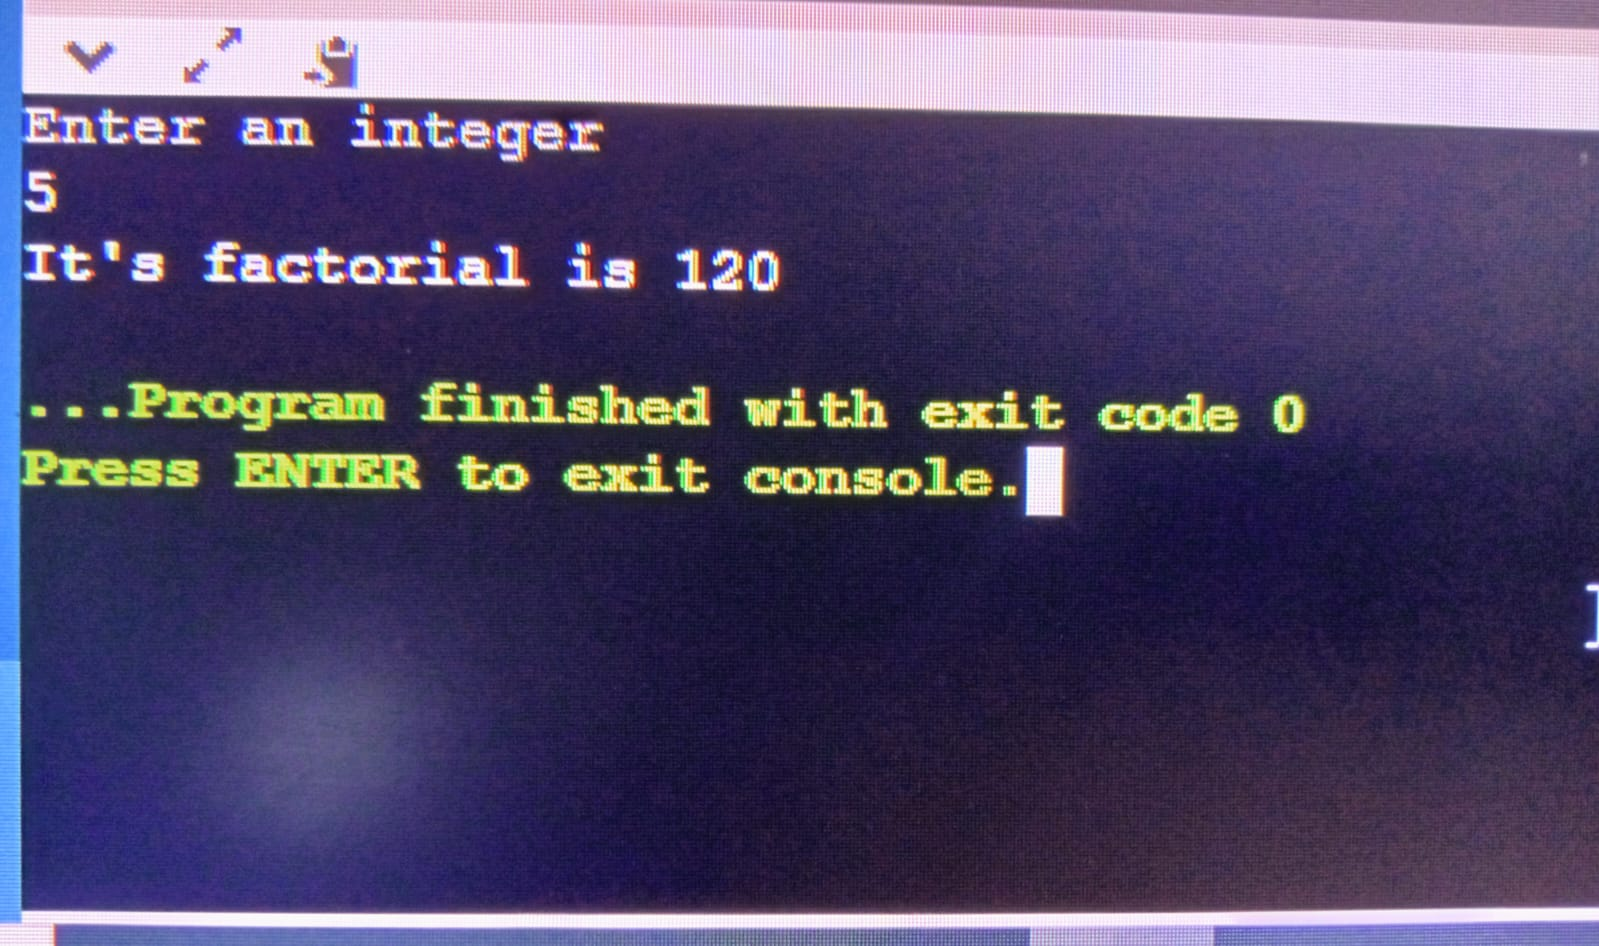 Enter an integer
5
It's factorial is 120
...Program finished with exit code 0
Press ENTER to exit console.